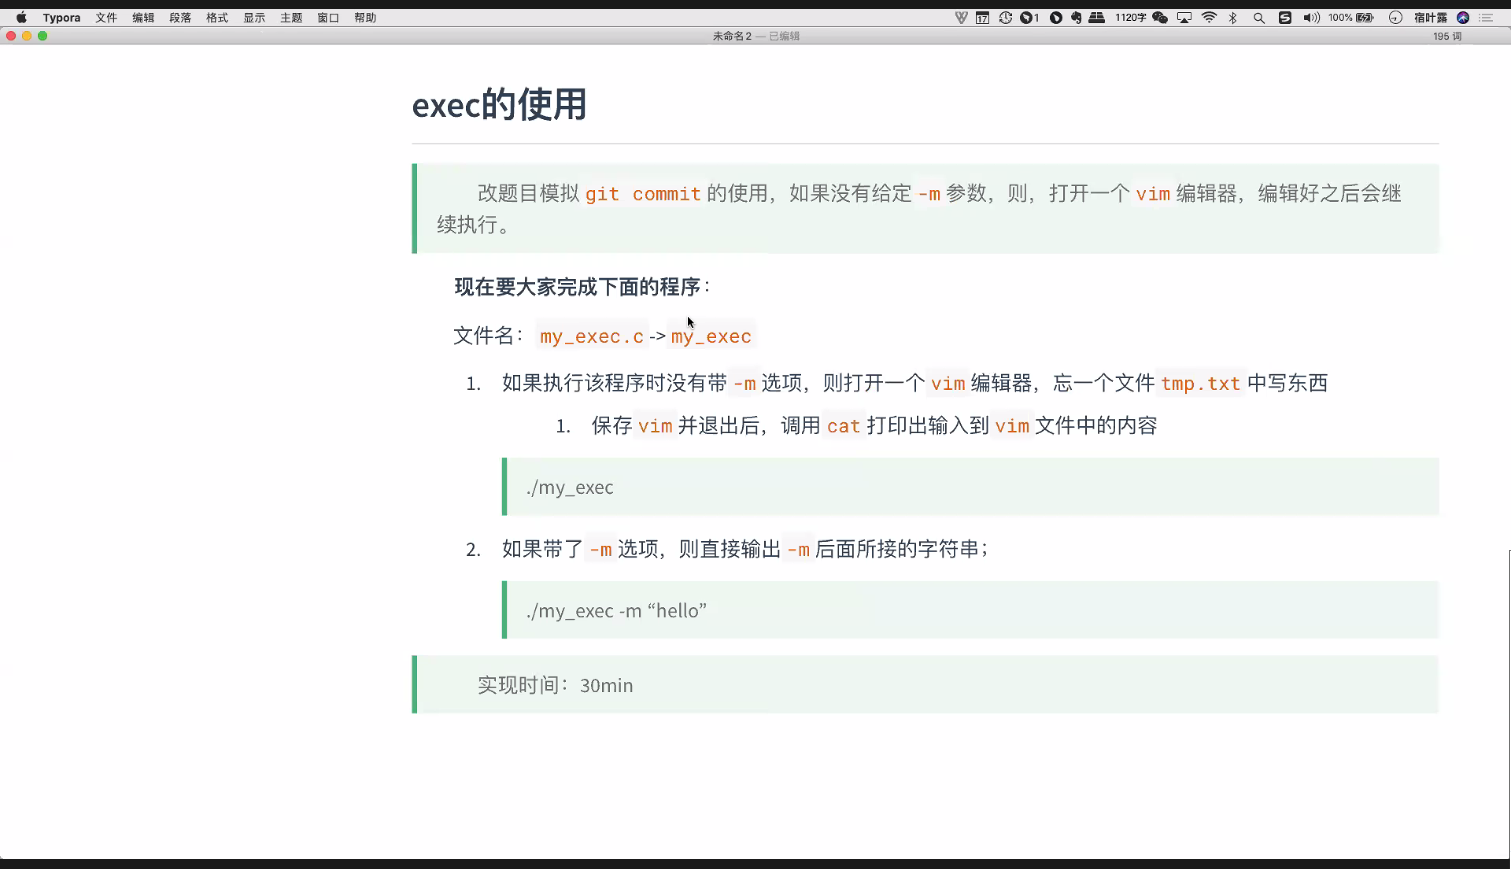 Typora 文件 编辑 段落 格式 显示 主题 窗口 帮助 17 1 1120字 100% 宿叶露
未命名 2 — 已编辑 195 词
exec的使用
改题目模拟 git commit 的使用，如果没有给定 -m 参数，则，打开一个 vim 编辑器，编辑好之后会继
续执行。
现在要大家完成下面的程序：
文件名： my_exec.c -> my_exec
1. 如果执行该程序时没有带 -m 选项，则打开一个 vim 编辑器，忘一个文件 tmp.txt 中写东西
1. 保存 vim 并退出后，调用 cat 打印出输入到 vim 文件中的内容
./my_exec
2. 如果带了 -m 选项，则直接输出 -m 后面所接的字符串；
./my_exec -m “hello”
实现时间：30min